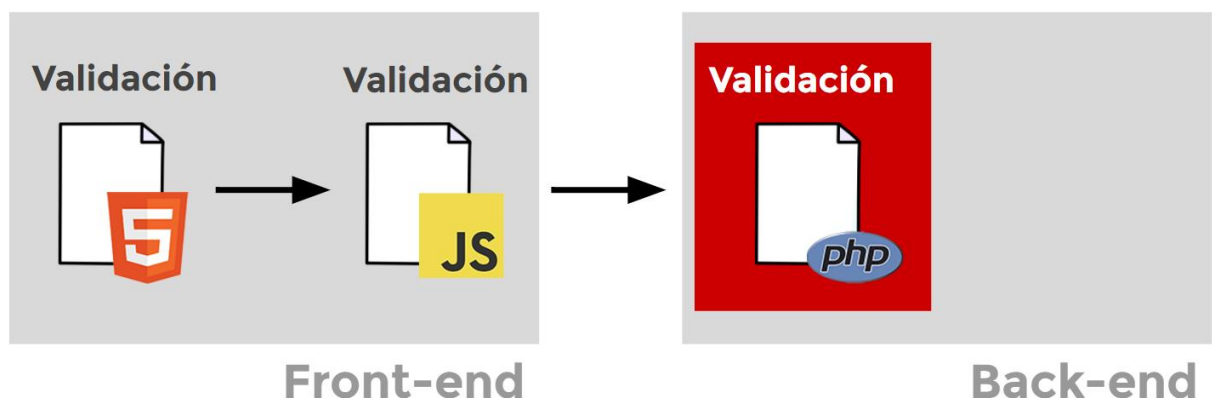 Validación
Validación
Validación
5
JS
php
Front-end
Back-end